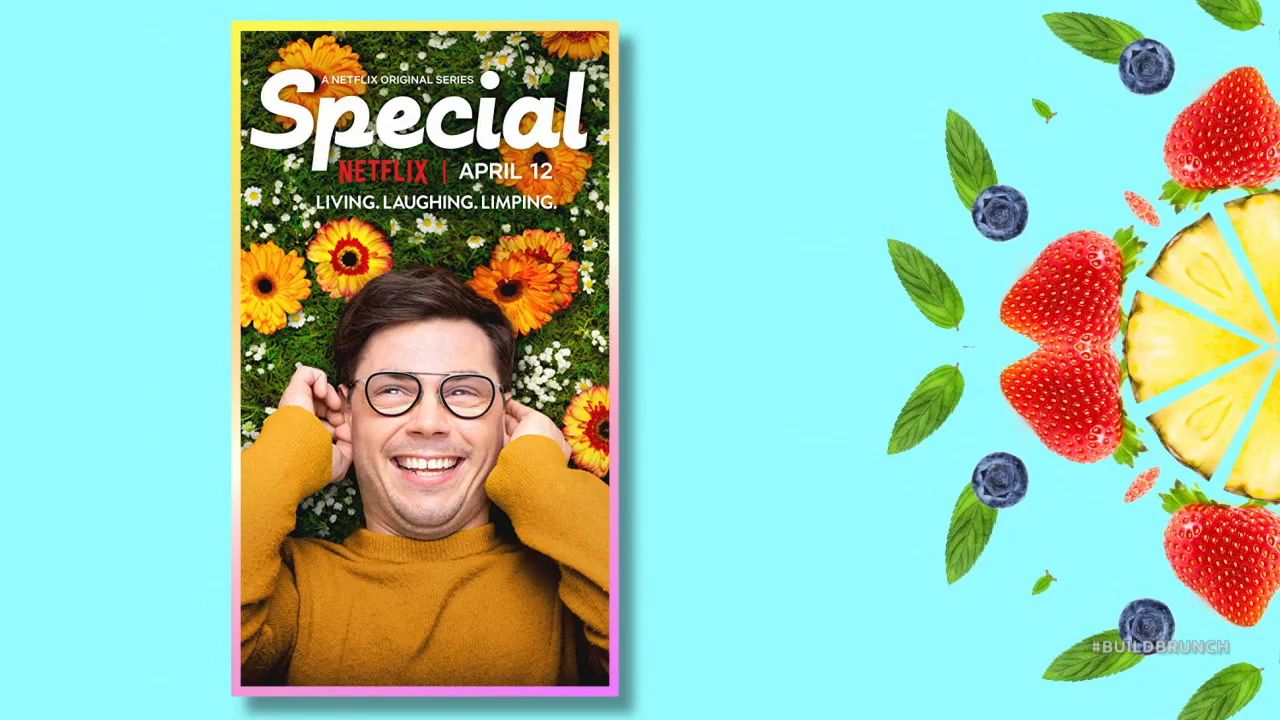 A NETFLIX ORIGINAL SERIES
Special
NETFLIX | APRIL 12
LIVING. LAUGHING. LIMPING.
#BUILDBRUNCH